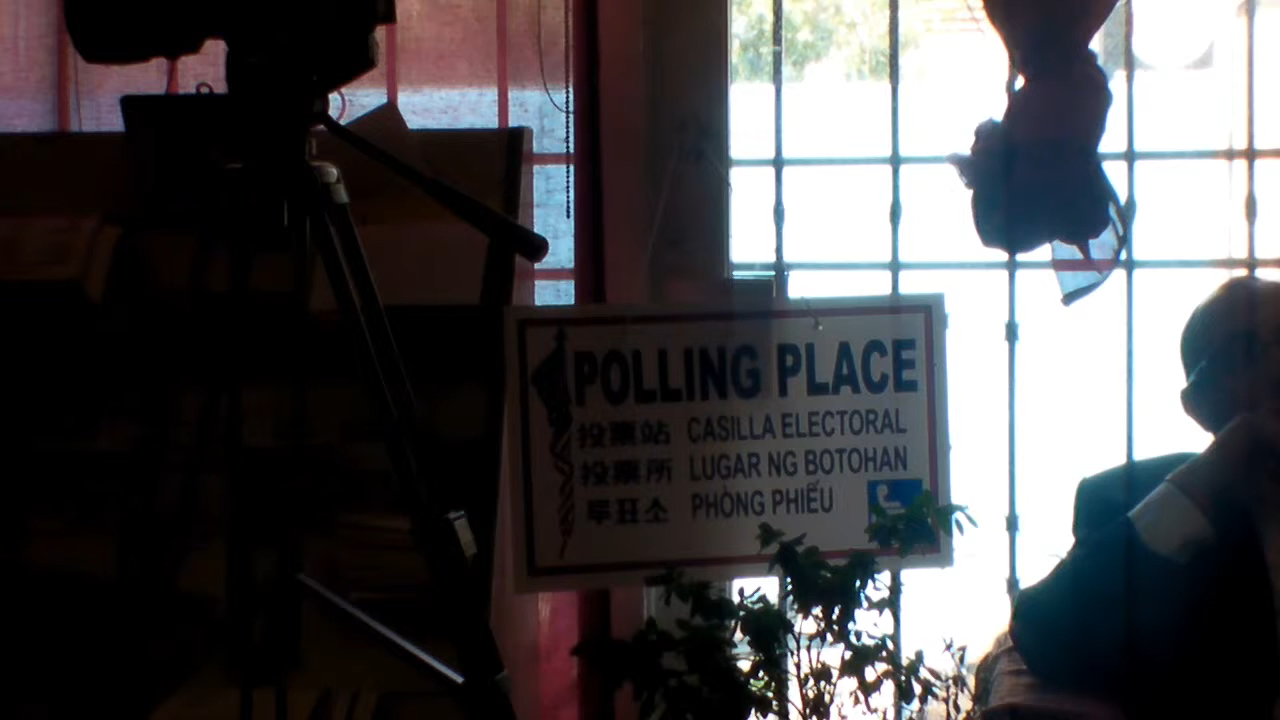 POLLING PLACE
投票站 CASILLA ELECTORAL
投票所 LUGAR NG BOTOHAN
투표소 PHÒNG PHIẾU